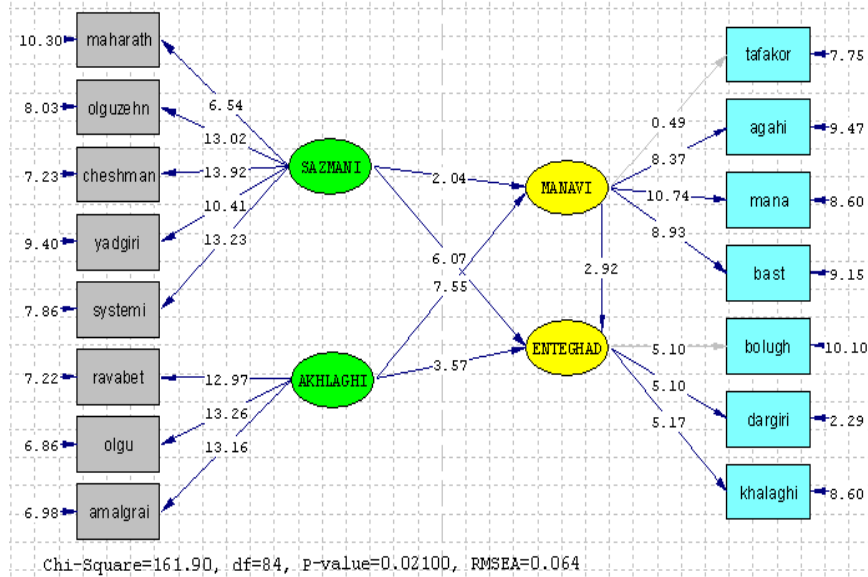 10.30 maharath
8.03 olguzehn
7.23 cheshman
9.40 yadgiri
7.86 systemi
7.22 ravabet
6.86 olgu
6.98 amalgrai
6.54
13.02
13.92
10.41
13.23
12.97
13.26
13.16
SAZMANI
AKHLAGHI
2.04
6.07
7.55
3.57
MANAVI
2.92
ENTEGHAD
0.49
8.37
10.74
8.93
5.10
5.10
5.17
tafakor 7.75
agahi 9.47
mana 8.60
bast 9.15
bolugh 10.10
dargiri 2.29
khalaghi 8.60
Chi-Square=161.90, df=84, P-value=0.02100, RMSEA=0.064